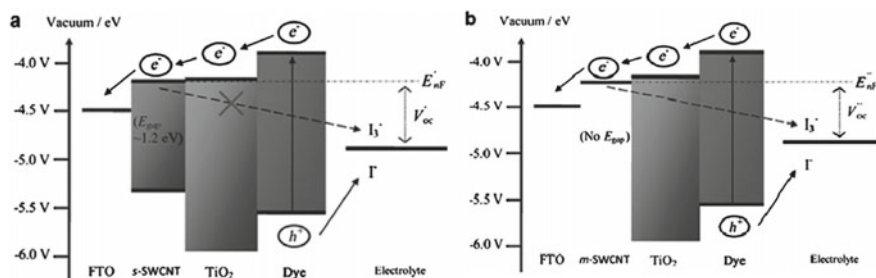 a
Vacuum / eV
e-
e-
e-
-4.0 V
E'nF
V'oc
-4.5 V
(Egap, ~1.2 eV)
I3-
-5.0 V
I-
-5.5 V
h+
-6.0 V
FTO s-SWCNT TiO2 Dye Electrolyte
b
Vacuum / eV
e-
e-
e-
-4.0 V
E''nF
V''oc
-4.5 V
(No Egap)
I3-
-5.0 V
I-
-5.5 V
h+
-6.0 V
FTO m-SWCNT TiO2 Dye Electrolyte